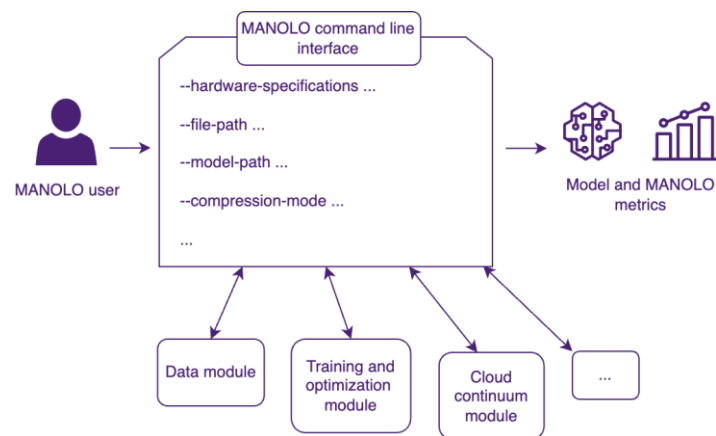 MANOLO command line
interface
--hardware-specifications ...
--file-path ...
--model-path ...
--compression-mode ...
...
MANOLO user
Model and MANOLO
metrics
Data module
Training and
optimization
module
Cloud
continuum
module
...